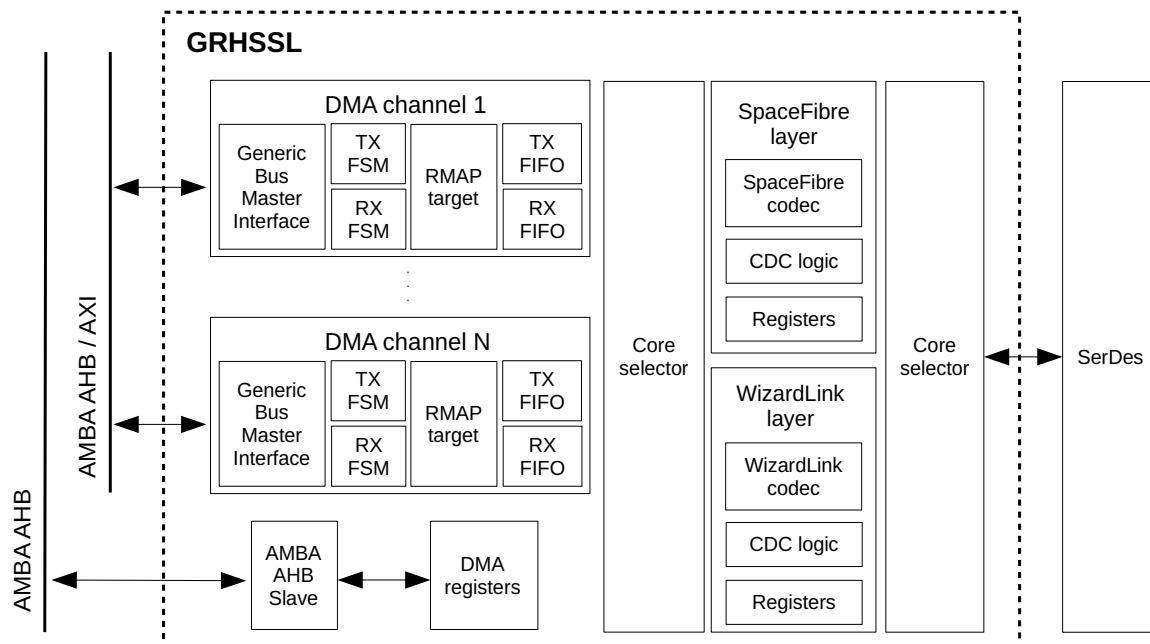 GRHSSL
DMA channel 1
Generic
Bus
Master
Interface
TX
FSM
RX
FSM
RMAP
target
TX
FIFO
RX
FIFO
.
.
.
DMA channel N
Generic
Bus
Master
Interface
TX
FSM
RX
FSM
RMAP
target
TX
FIFO
RX
FIFO
AMBA
AHB
Slave
DMA
registers
Core
selector
SpaceFibre
layer
SpaceFibre
codec
CDC logic
Registers
WizardLink
layer
WizardLink
codec
CDC logic
Registers
Core
selector
SerDes
AMBA AHB / AXI
AMBA AHB